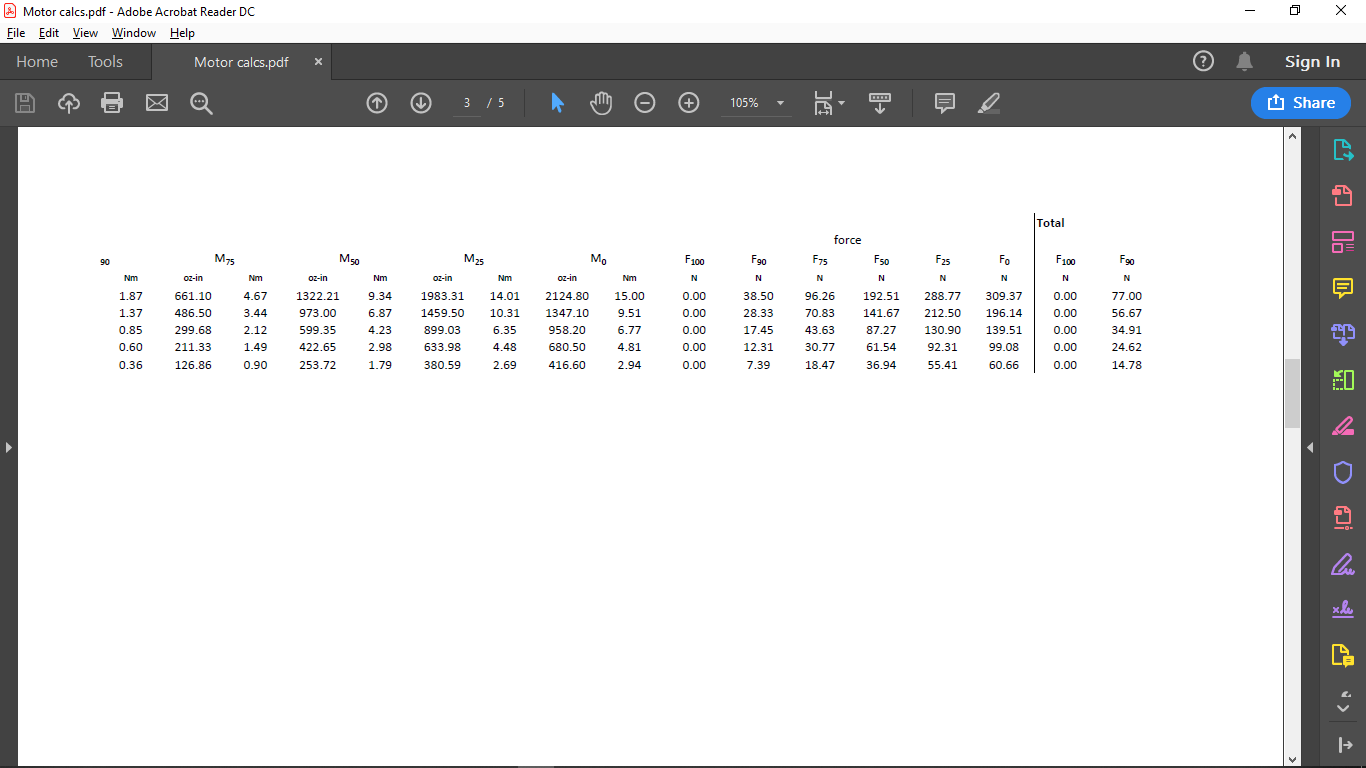 Motor calcs.pdf - Adobe Acrobat Reader DC
File Edit View Window Help
Home Tools Motor calcs.pdf × Sign In
3 / 5 105% Share
Total
force
90 M75 M50 M25 M0 F100 F90 F75 F50 F25 F0 F100 F90
Nm oz-in Nm oz-in Nm oz-in Nm oz-in Nm N N N N N N N N
1.87 661.10 4.67 1322.21 9.34 1983.31 14.01 2124.80 15.00 0.00 38.50 96.26 192.51 288.77 309.37 0.00 77.00
1.37 486.50 3.44 973.00 6.87 1459.50 10.31 1347.10 9.51 0.00 28.33 70.83 141.67 212.50 196.14 0.00 56.67
0.85 299.68 2.12 599.35 4.23 899.03 6.35 958.20 6.77 0.00 17.45 43.63 87.27 130.90 139.51 0.00 34.91
0.60 211.33 1.49 422.65 2.98 633.98 4.48 680.50 4.81 0.00 12.31 30.77 61.54 92.31 99.08 0.00 24.62
0.36 126.86 0.90 253.72 1.79 380.59 2.69 416.60 2.94 0.00 7.39 18.47 36.94 55.41 60.66 0.00 14.78